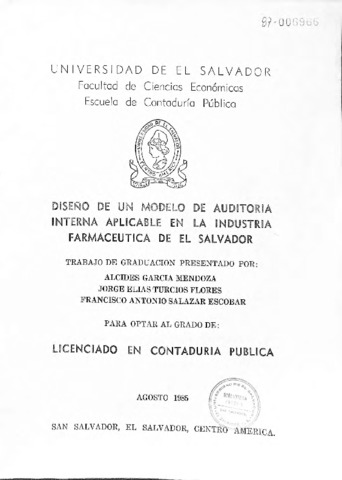 87-006966
UNIVERSIDAD DE EL SALVADOR
Facultad de Ciencias Económicas
Escuela de Contaduría Pública
DISEÑO DE UN MODELO DE AUDITORIA
INTERNA APLICABLE EN LA INDUSTRIA
FARMACEUTICA DE EL SALVADOR
TRABAJO DE GRADUACION PRESENTADO POR:
ALCIDES GARCIA MENDOZA
JORGE ELIAS TURCIOS FLORES
FRANCISCO ANTONIO SALAZAR ESCOBAR
PARA OPTAR AL GRADO DE:
LICENCIADO EN CONTADURIA PUBLICA
AGOSTO 1985
SAN SALVADOR, EL SALVADOR, CENTRO AMERICA.